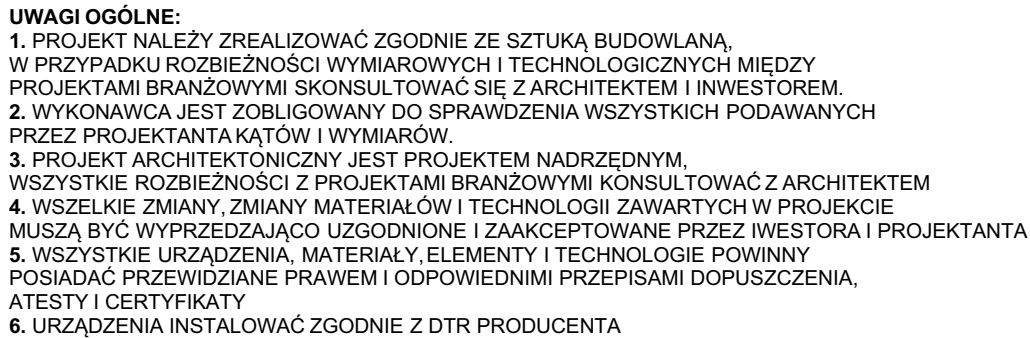 UWAGI OGÓLNE:
1. PROJEKT NALEŻY ZREALIZOWAĆ ZGODNIE ZE SZTUKĄ BUDOWLANĄ,
W PRZYPADKU ROZBIEŻNOŚCI WYMIAROWYCH I TECHNOLOGICZNYCH MIĘDZY
PROJEKTAMI BRANŻOWYMI SKONSULTOWAĆ SIĘ Z ARCHITEKTEM I INWESTOREM.
2. WYKONAWCA JEST ZOBLIGOWANY DO SPRAWDZENIA WSZYSTKICH PODAWANYCH
PRZEZ PROJEKTANTA KĄTÓW I WYMIARÓW.
3. PROJEKT ARCHITEKTONICZNY JEST PROJEKTEM NADRZĘDNYM,
WSZYSTKIE ROZBIEŻNOŚCI Z PROJEKTAMI BRANŻOWYMI KONSULTOWAĆ Z ARCHITEKTEM
4. WSZELKIE ZMIANY, ZMIANY MATERIAŁÓW I TECHNOLOGII ZAWARTYCH W PROJEKCIE
MUSZĄ BYĆ WYPRZEDZAJĄCO UZGODNIONE I ZAAKCEPTOWANE PRZEZ IWESTORA I PROJEKTANTA
5. WSZYSTKIE URZĄDZENIA, MATERIAŁY, ELEMENTY I TECHNOLOGIE POWINNY
POSIADAĆ PRZEWIDZIANE PRAWEM I ODPOWIEDNIMI PRZEPISAMI DOPUSZCZENIA,
ATESTY I CERTYFIKATY
6. URZĄDZENIA INSTALOWAĆ ZGODNIE Z DTR PRODUCENTA